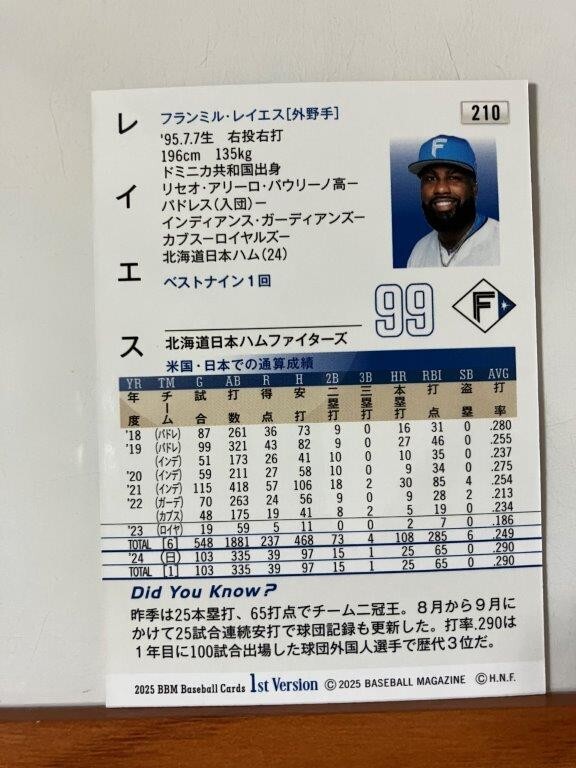 レイエス
フランミル・レイエス[外野手]
210
'95.7.7生 右投右打
196cm 135kg
ドミニカ共和国出身
リセオ・アリーロ・パウリーノ高ー
パドレス(入団)ー
インディアンス・ガーディアンズー
カブスーロイヤルズー
北海道日本ハム(24)
ベストナイン1回
99
F
F
北海道日本ハムファイターズ
米国・日本での通算成績
YR TM G AB R H 2B 3B HR RBI SB AVG
年度 チーム 試合 打数 得点 安打 二塁打 三塁打 本塁打 打点 盗塁 打率
'18 (パドレ) 87 261 36 73 9 0 16 31 0 .280
'19 (パドレ) 99 321 43 82 9 0 27 46 0 .255
(インデ) 51 173 26 41 10 0 10 35 0 .237
'20 (インデ) 59 211 27 58 10 0 9 34 0 .275
'21 (インデ) 115 418 57 106 18 2 30 85 4 .254
'22 (ガーデ) 70 263 24 56 9 0 9 28 2 .213
(カブス) 48 175 19 41 8 2 5 19 0 .234
'23 (ロイヤ) 19 59 5 11 0 0 2 7 0 .186
TOTAL [6] 548 1881 237 468 73 4 108 285 6 .249
'24 (日) 103 335 39 97 15 1 25 65 0 .290
TOTAL [1] 103 335 39 97 15 1 25 65 0 .290
Did You Know?
昨季は25本塁打、65打点でチーム二冠王。8月から9月に
かけて25試合連続安打で球団記録も更新した。打率.290は
1年目に100試合出場した球団外国人選手で歴代3位だ。
2025 BBM Baseball Cards 1st Version ©2025 BASEBALL MAGAZINE ©H.N.F.